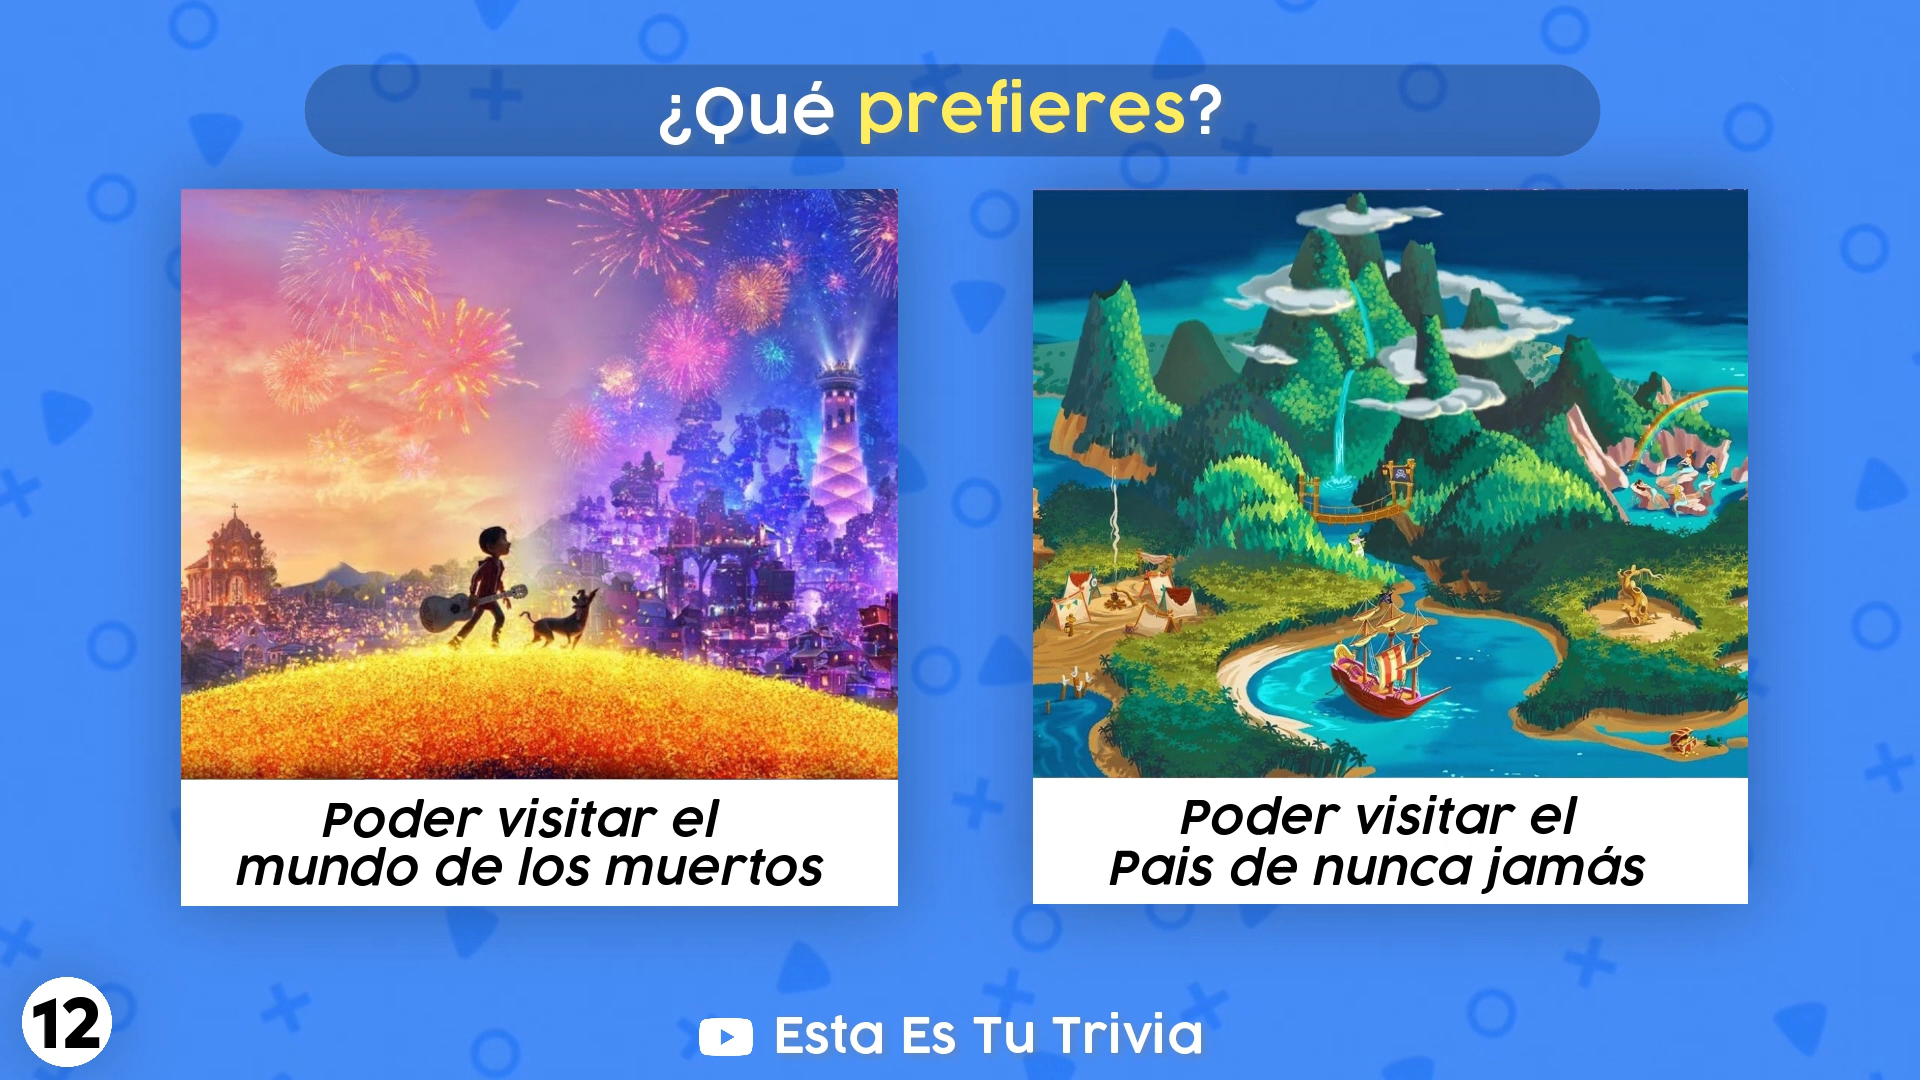 ¿Qué prefieres?
Poder visitar el
mundo de los muertos
Poder visitar el
Pais de nunca jamás
12
Esta Es Tu Trivia